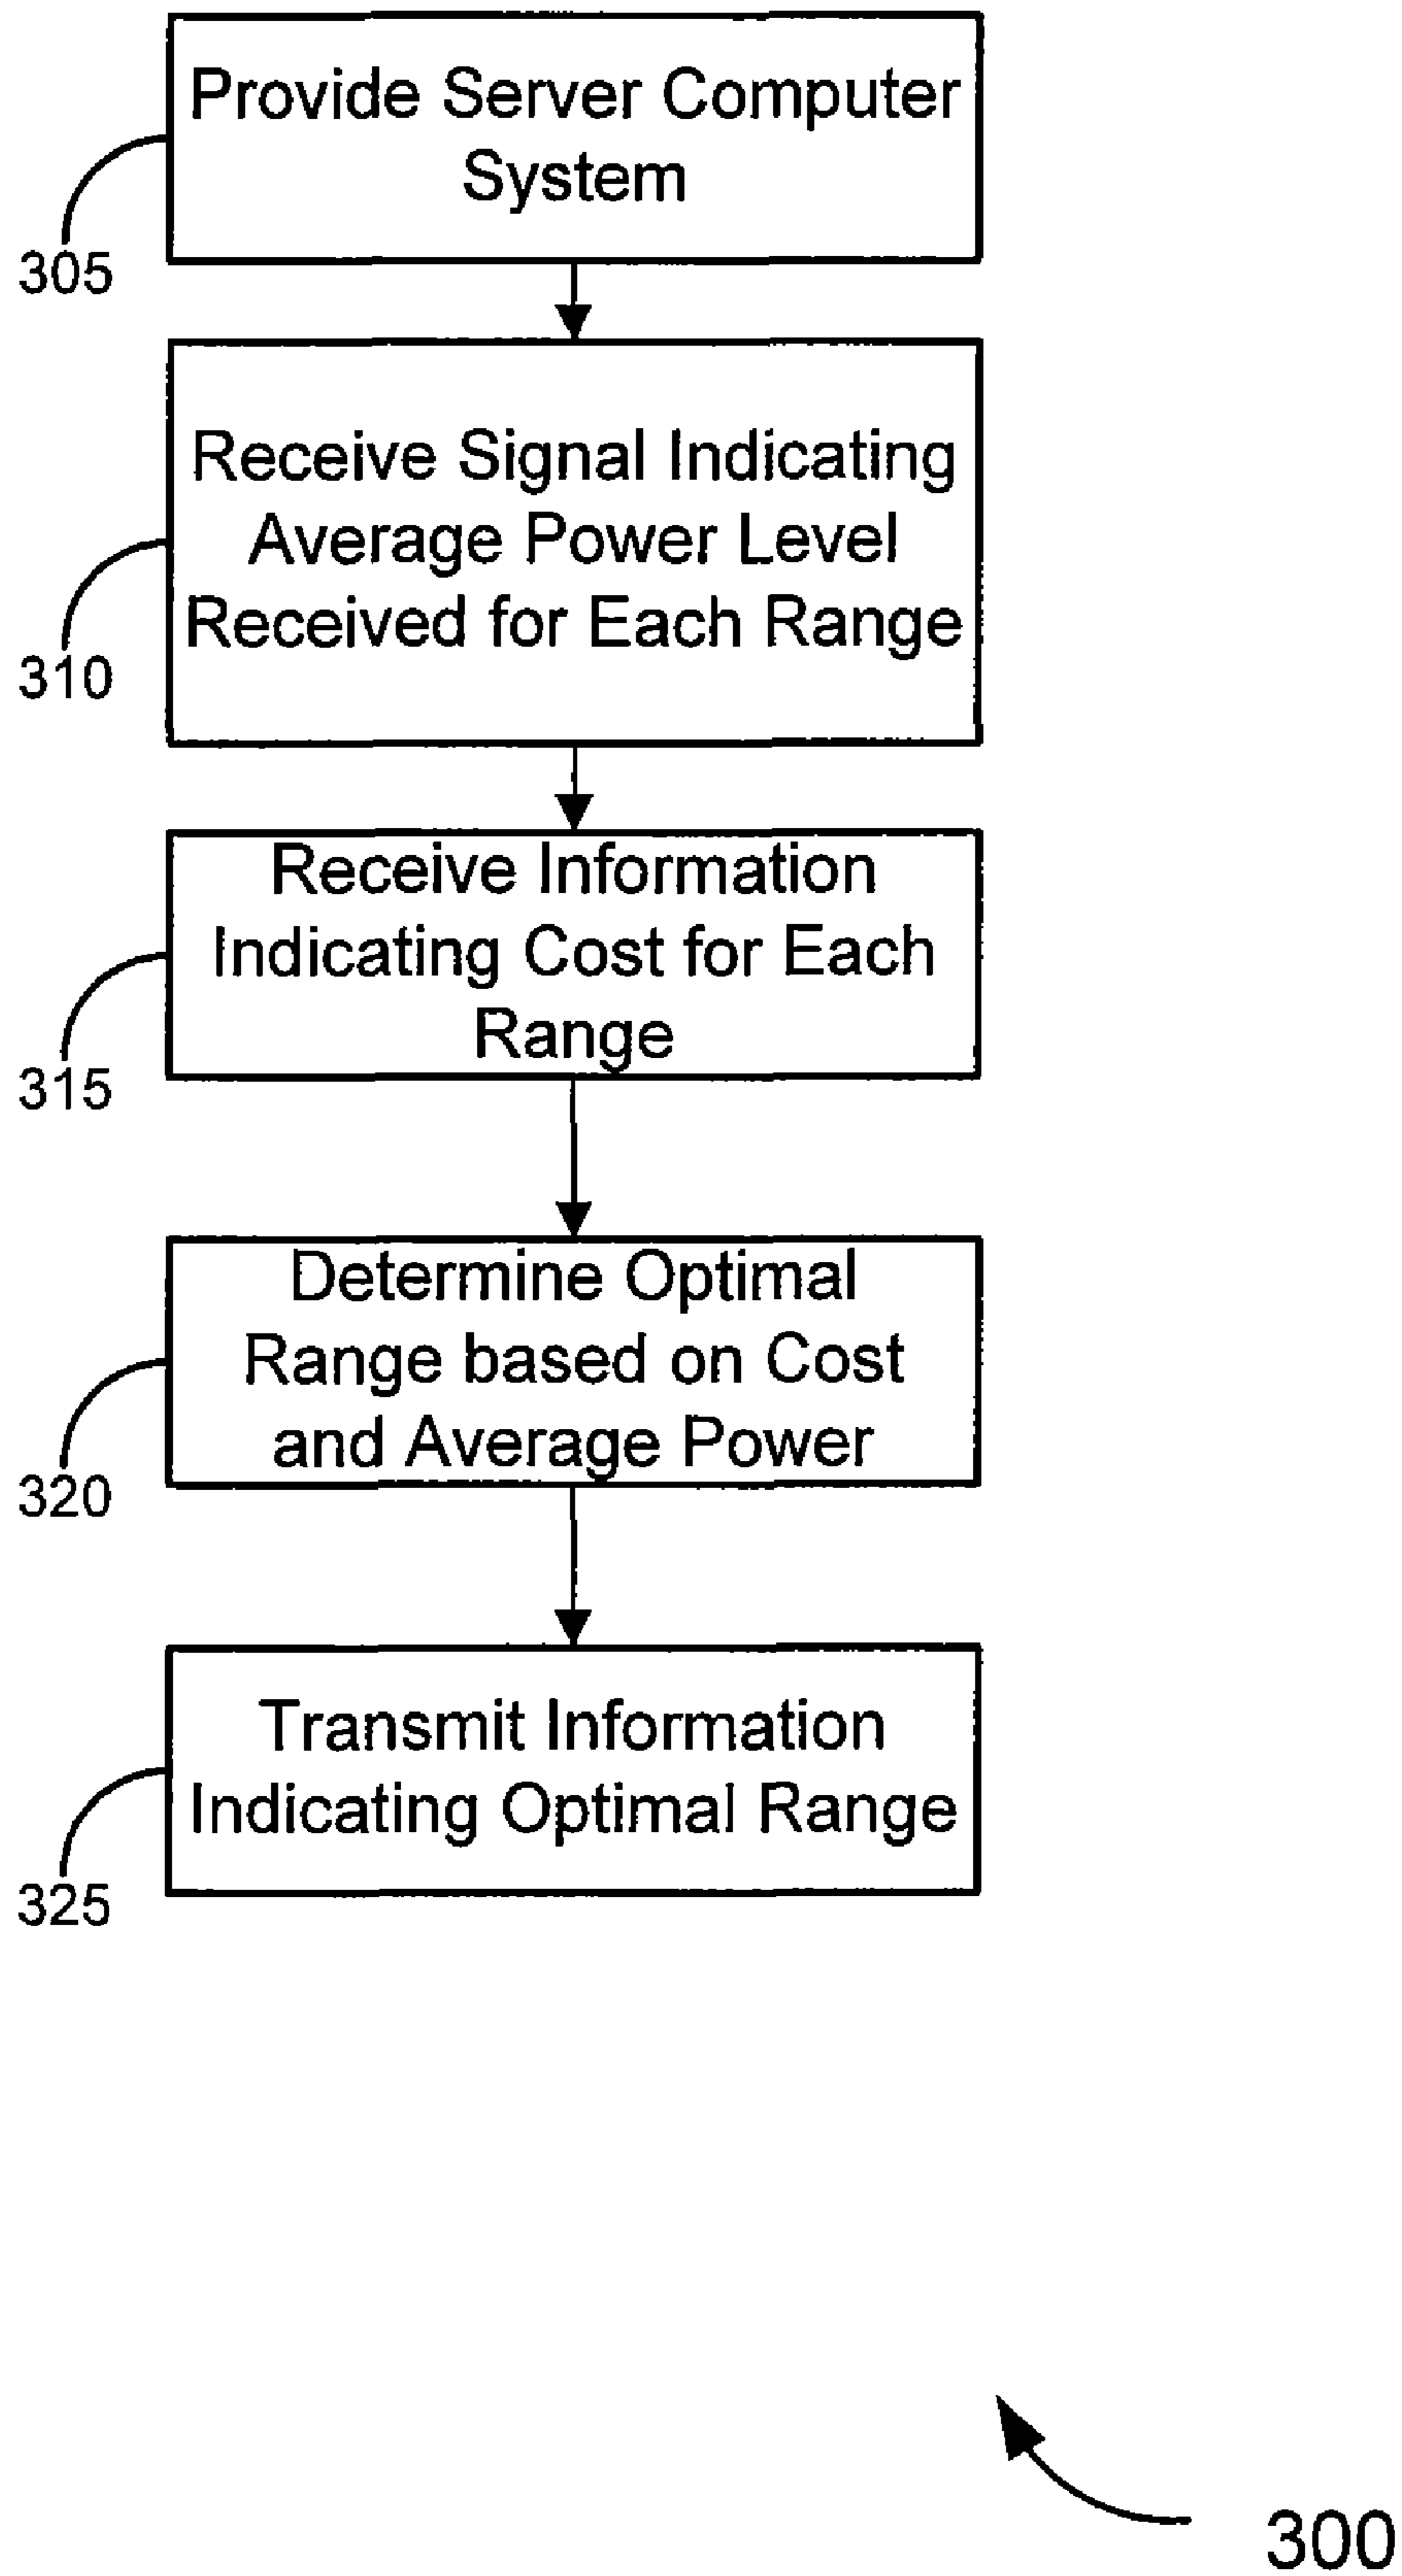 Provide Server Computer
System
305
Receive Signal Indicating
Average Power Level
Received for Each Range
310
Receive Information
Indicating Cost for Each
Range
315
Determine Optimal
Range based on Cost
and Average Power
320
Transmit Information
Indicating Optimal Range
325
300